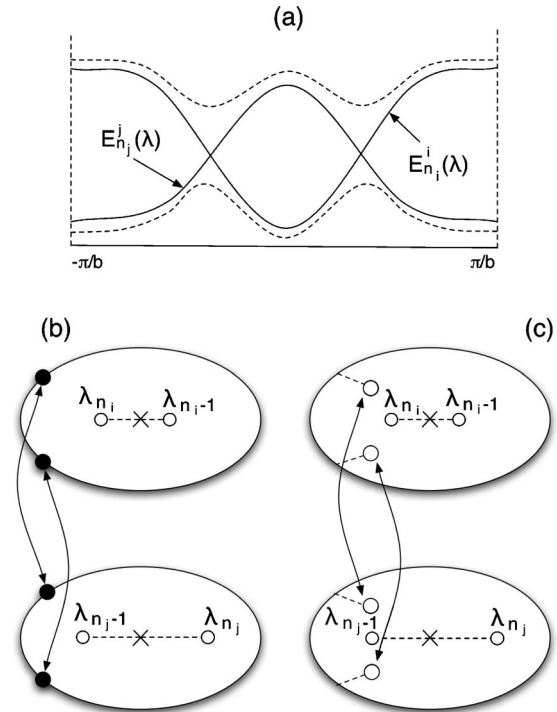 (a)
E^j_{n_j}(λ)
E^i_{n_i}(λ)
-π/b π/b
(b) (c)
λ_{n_i} λ_{n_i-1} λ_{n_i} λ_{n_i-1}
λ_{n_j-1} λ_{n_j} λ_{n_j-1} λ_{n_j}